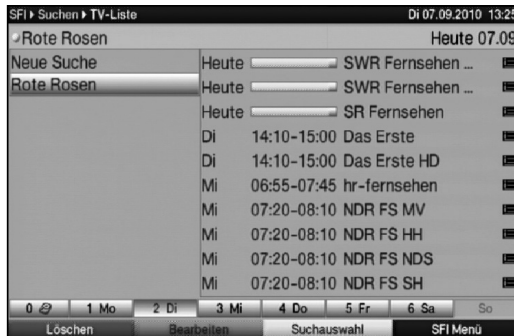 SFI Suchen TV-Liste Di 07.09.2010 13:25
Rote Rosen Heute 07.09
Neue Suche
Rote Rosen
Heute SWR Fernsehen ...
Heute SWR Fernsehen ...
Heute SR Fernsehen
Di 14:10-15:00 Das Erste
Di 14:10-15:00 Das Erste HD
Mi 06:55-07:45 hr-fernsehen
Mi 07:20-08:10 NDR FS MV
Mi 07:20-08:10 NDR FS HH
Mi 07:20-08:10 NDR FS NDS
Mi 07:20-08:10 NDR FS SH
0 1 Mo 2 Di 3 Mi 4 Do 5 Fr 6 Sa So
Löschen Bearbeiten Suchauswahl SFI Menü